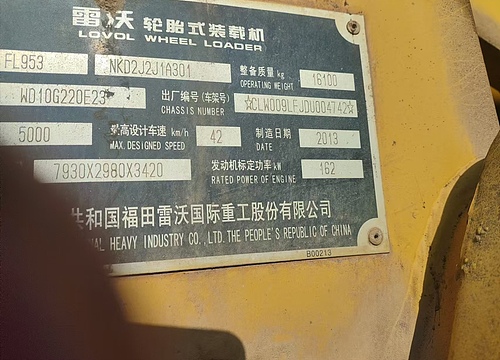 雷沃 轮胎式装载机
LOVOL WHEEL LOADER
FL953 NKD2J2J1A301 整备质量 kg 16100
OPERATING WEIGHT
WD10G220E23 出厂编号(车架号) ☆CLW009LFJDU004742☆
CHASSIS NUMBER
5000 最高设计车速 km/h 42 制造日期 2013
MAX. DESIGNED SPEED DATE
7930X2980X3420 发动机标定功率 kW 162
RATED POWER OF ENGINE
共和国福田雷沃国际重工股份有限公司
HEAVY INDUSTRY CO.,LTD.THE PEOPLE'S REPUBLIC OF CHINA
B00213